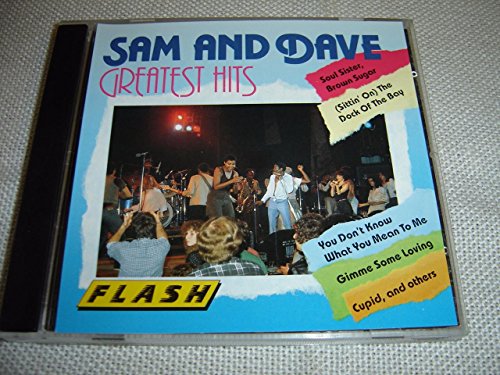 SAM AND DAVE
GREATEST HITS
Soul Sister,
Brown Sugar
(Sittin' On) The
Dock Of The Bay
You Don't Know
What You Mean To Me
Gimme Some Loving
Cupid, and others
FLASH